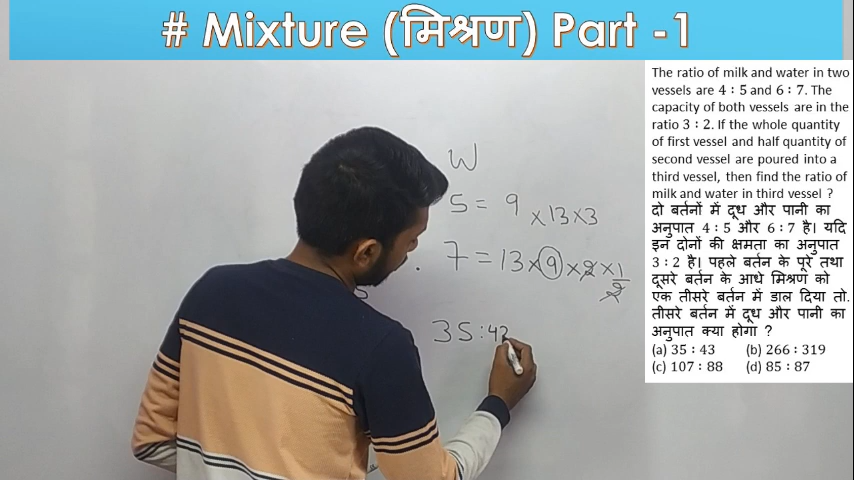 # Mixture (मिश्रण) Part -1
The ratio of milk and water in two
vessels are 4 : 5 and 6 : 7. The
capacity of both vessels are in the
ratio 3 : 2. If the whole quantity
of first vessel and half quantity of
second vessel are poured into a
third vessel, then find the ratio of
milk and water in third vessel ?
दो बर्तनों में दूध और पानी का
अनुपात 4 : 5 और 6 : 7 है। यदि
इन दोनों की क्षमता का अनुपात
3 : 2 है। पहले बर्तन के पूरे तथा
दूसरे बर्तन के आधे मिश्रण को
एक तीसरे बर्तन में डाल दिया तो.
तीसरे बर्तन में दूध और पानी का
अनुपात क्या होगा ?
(a) 35 : 43 (b) 266 : 319
(c) 107 : 88 (d) 85 : 87
W
5 = 9 × 13 × 3
7 = 13 × 9 × 2 × 1/2
35 : 42